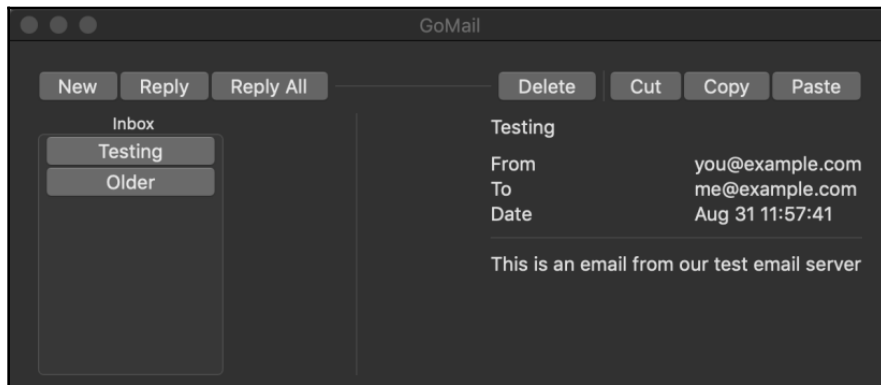 GoMail
New Reply Reply All Delete Cut Copy Paste
Inbox
Testing
Older
Testing
From you@example.com
To me@example.com
Date Aug 31 11:57:41
This is an email from our test email server